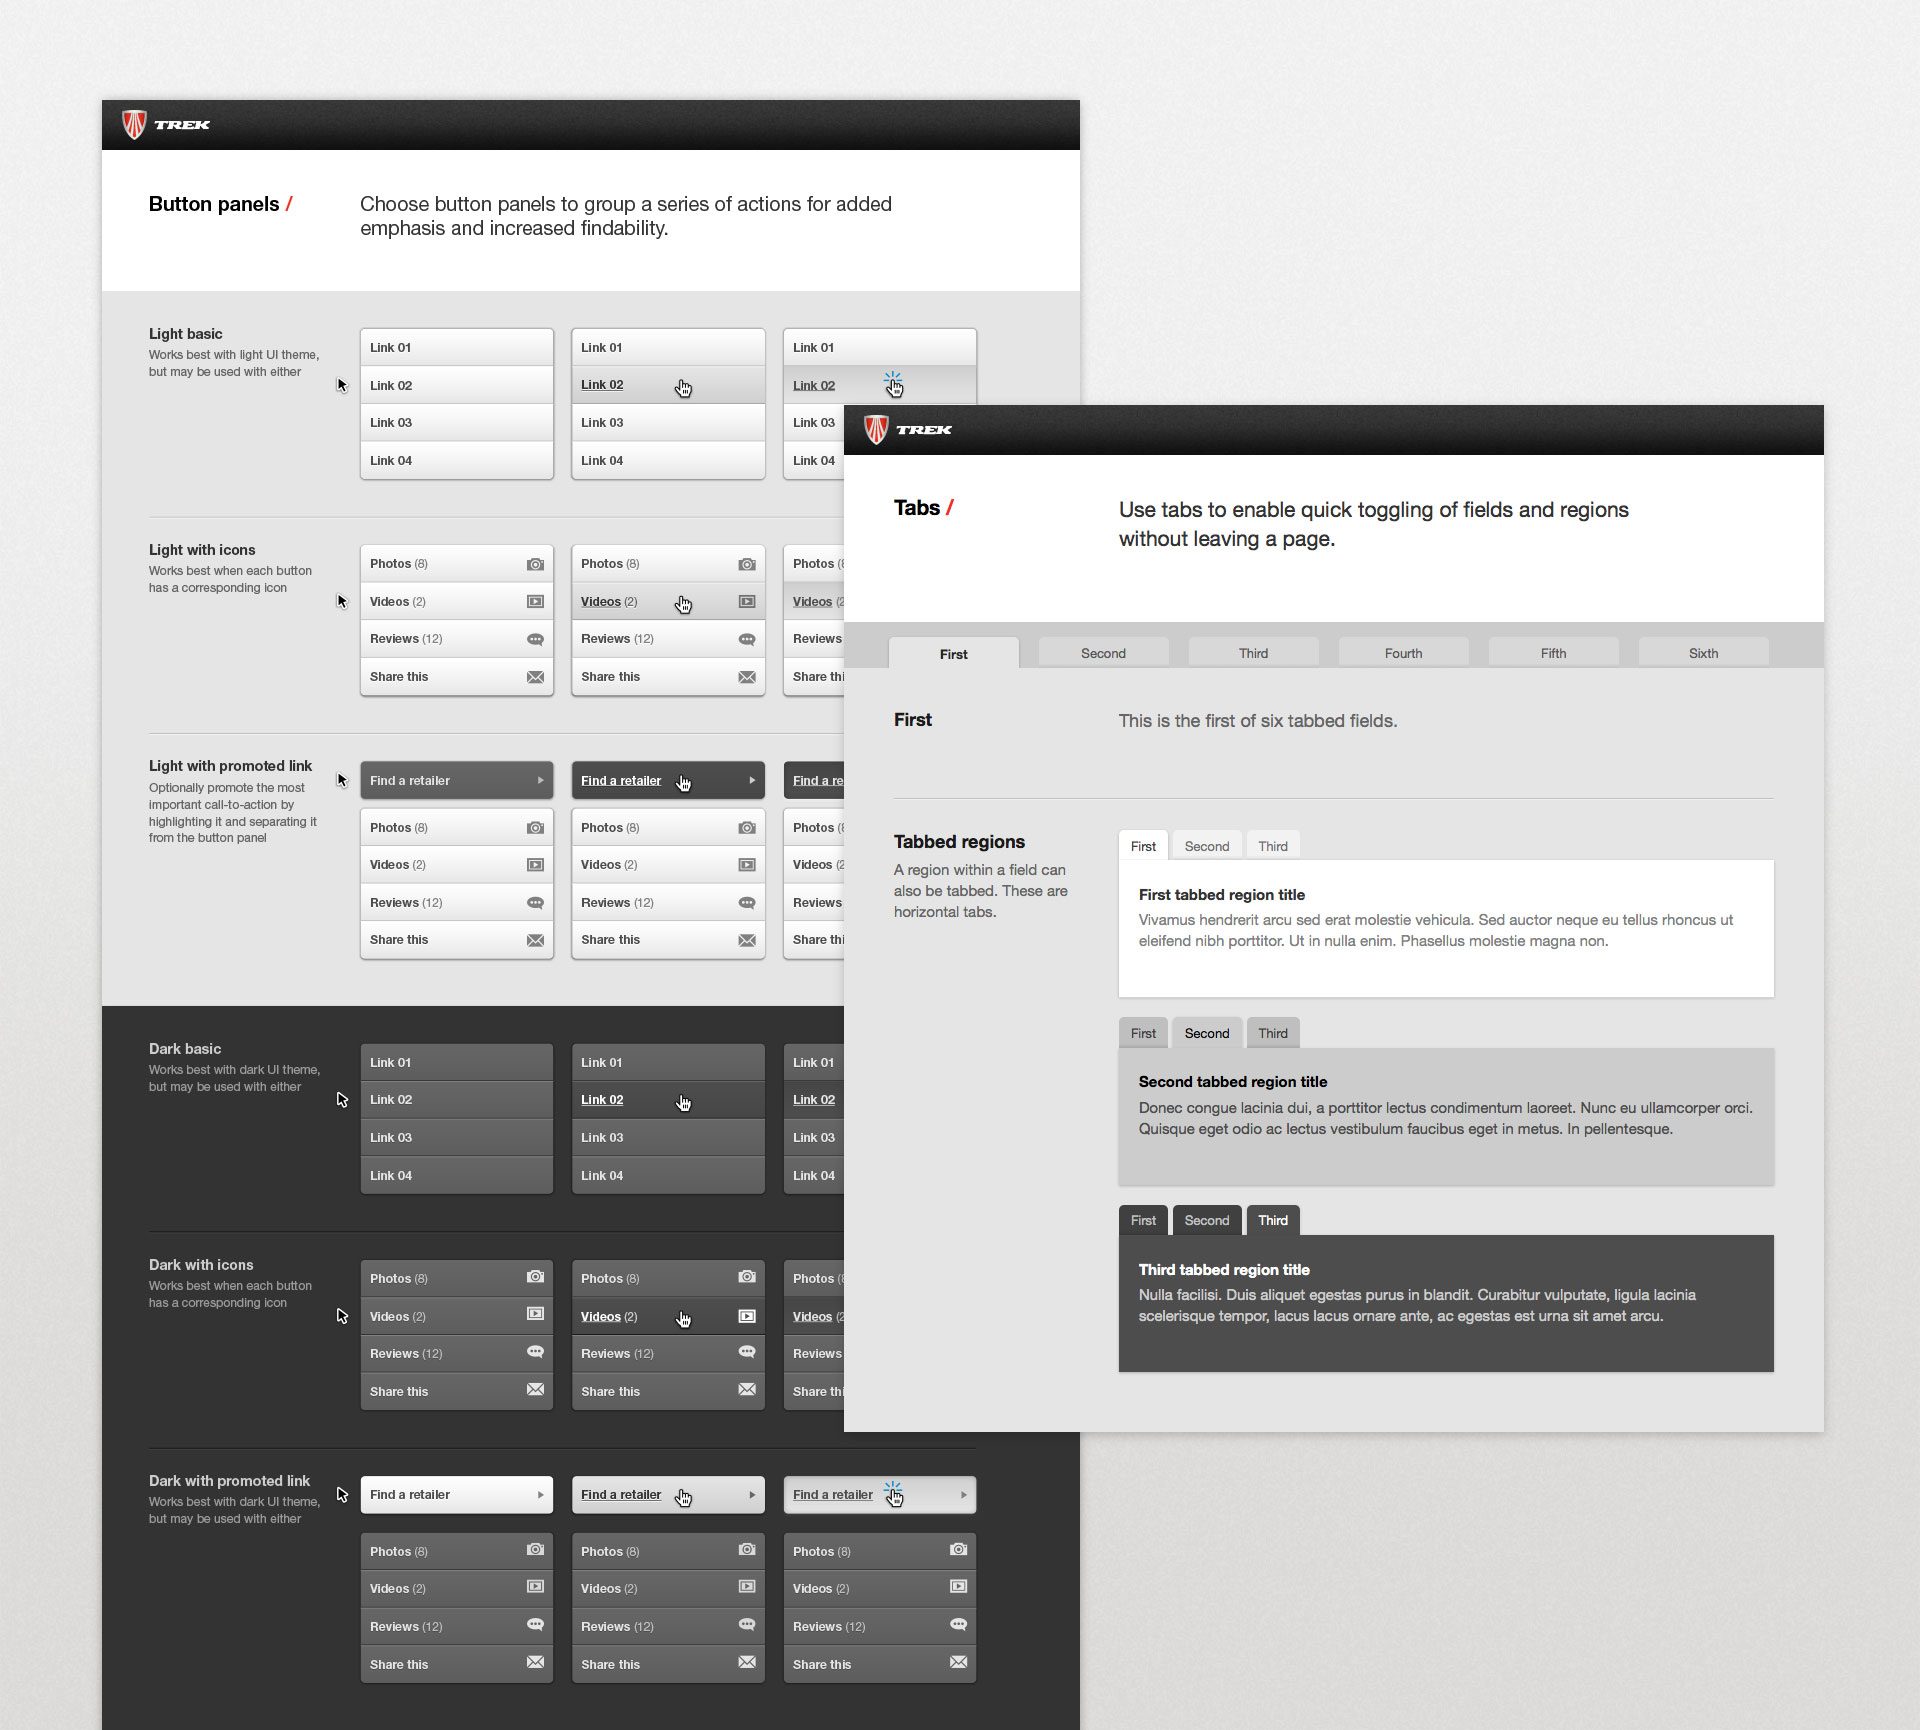 TREK
Button panels /
Choose button panels to group a series of actions for added
emphasis and increased findability.
Light basic
Works best with light UI theme,
but may be used with either
Link 01
Link 02
Link 03
Link 04
Link 01
Link 02
Link 03
Link 04
Link 01
Link 02
Link 03
Link 04
Light with icons
Works best when each button
has a corresponding icon
Photos (8)
Videos (2)
Reviews (12)
Share this
Photos (8)
Videos (2)
Reviews (12)
Share this
Photos
Videos
Reviews
Share
Light with promoted link
Optionally promote the most
important call-to-action by
highlighting it and separating it
from the button panel
Find a retailer
Photos (8)
Videos (2)
Reviews (12)
Share this
Find a retailer
Photos (8)
Videos (2)
Reviews (12)
Share this
Find a
Photos
Videos
Reviews
Share
Dark basic
Works best with dark UI theme,
but may be used with either
Link 01
Link 02
Link 03
Link 04
Link 01
Link 02
Link 03
Link 04
Link 01
Link 02
Link 03
Link 04
Dark with icons
Works best when each button
has a corresponding icon
Photos (8)
Videos (2)
Reviews (12)
Share this
Photos (8)
Videos (2)
Reviews (12)
Share this
Photos
Videos
Reviews
Share
Dark with promoted link
Works best with dark UI theme,
but may be used with either
Find a retailer
Photos (8)
Videos (2)
Reviews (12)
Share this
Find a retailer
Photos (8)
Videos (2)
Reviews (12)
Share this
Find a retailer
Photos (8)
Videos (2)
Reviews (12)
Share this
TREK
Tabs /
Use tabs to enable quick toggling of fields and regions
without leaving a page.
First Second Third Fourth Fifth Sixth
First
This is the first of six tabbed fields.
Tabbed regions
A region within a field can
also be tabbed. These are
horizontal tabs.
First Second Third
First tabbed region title
Vivamus hendrerit arcu sed erat molestie vehicula. Sed auctor neque eu tellus rhoncus ut
eleifend nibh porttitor. Ut in nulla enim. Phasellus molestie magna non.
First Second Third
Second tabbed region title
Donec congue lacinia dui, a porttitor lectus condimentum laoreet. Nunc eu ullamcorper orci.
Quisque eget odio ac lectus vestibulum faucibus eget in metus. In pellentesque.
First Second Third
Third tabbed region title
Nulla facilisi. Duis aliquet egestas purus in blandit. Curabitur vulputate, ligula lacinia
scelerisque tempor, lacus lacus ornare ante, ac egestas est urna sit amet arcu.